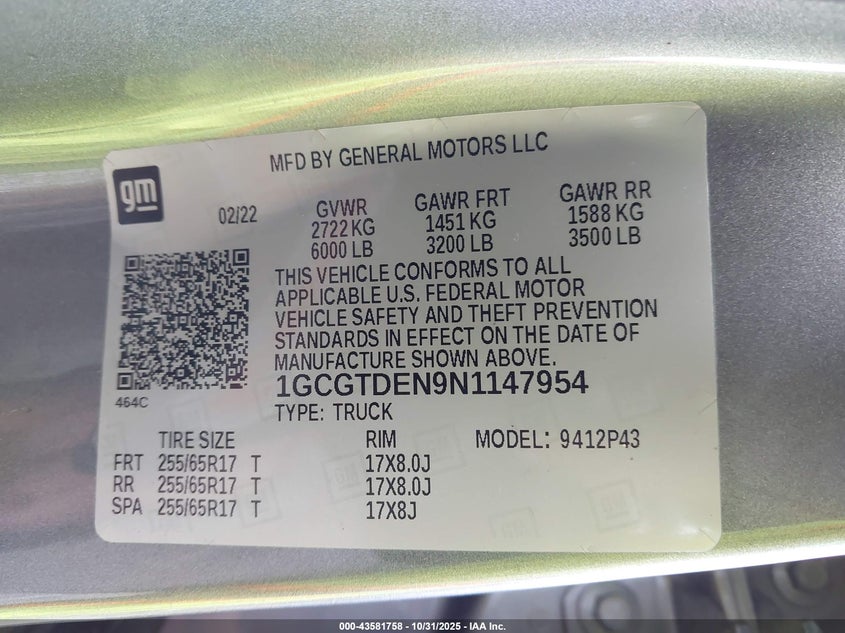 MFD BY GENERAL MOTORS LLC
gm
02/22
GVWR GAWR FRT GAWR RR
2722 KG 1451 KG 1588 KG
6000 LB 3200 LB 3500 LB
THIS VEHICLE CONFORMS TO ALL
APPLICABLE U.S. FEDERAL MOTOR
VEHICLE SAFETY AND THEFT PREVENTION
STANDARDS IN EFFECT ON THE DATE OF
MANUFACTURE SHOWN ABOVE.
464C
1GCGTDEN9N1147954
TYPE: TRUCK
TIRE SIZE RIM MODEL: 9412P43
FRT 255/65R17 T 17X8.0J
RR 255/65R17 T 17X8.0J
SPA 255/65R17 T 17X8J
000-43581758 - 10/31/2025 - IAA Inc.